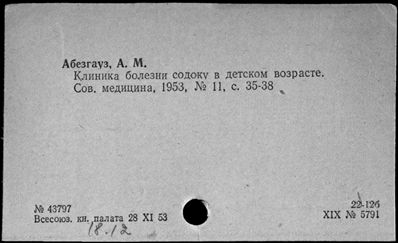 Абезгауз, А. М.
Клиника болезни содоку в детском возрасте.
Сов. медицина, 1953, № 11, с. 35-38
№ 43797
Всесоюз. кн. палата 28 XI 53
22-126
XIX № 5791
18.12